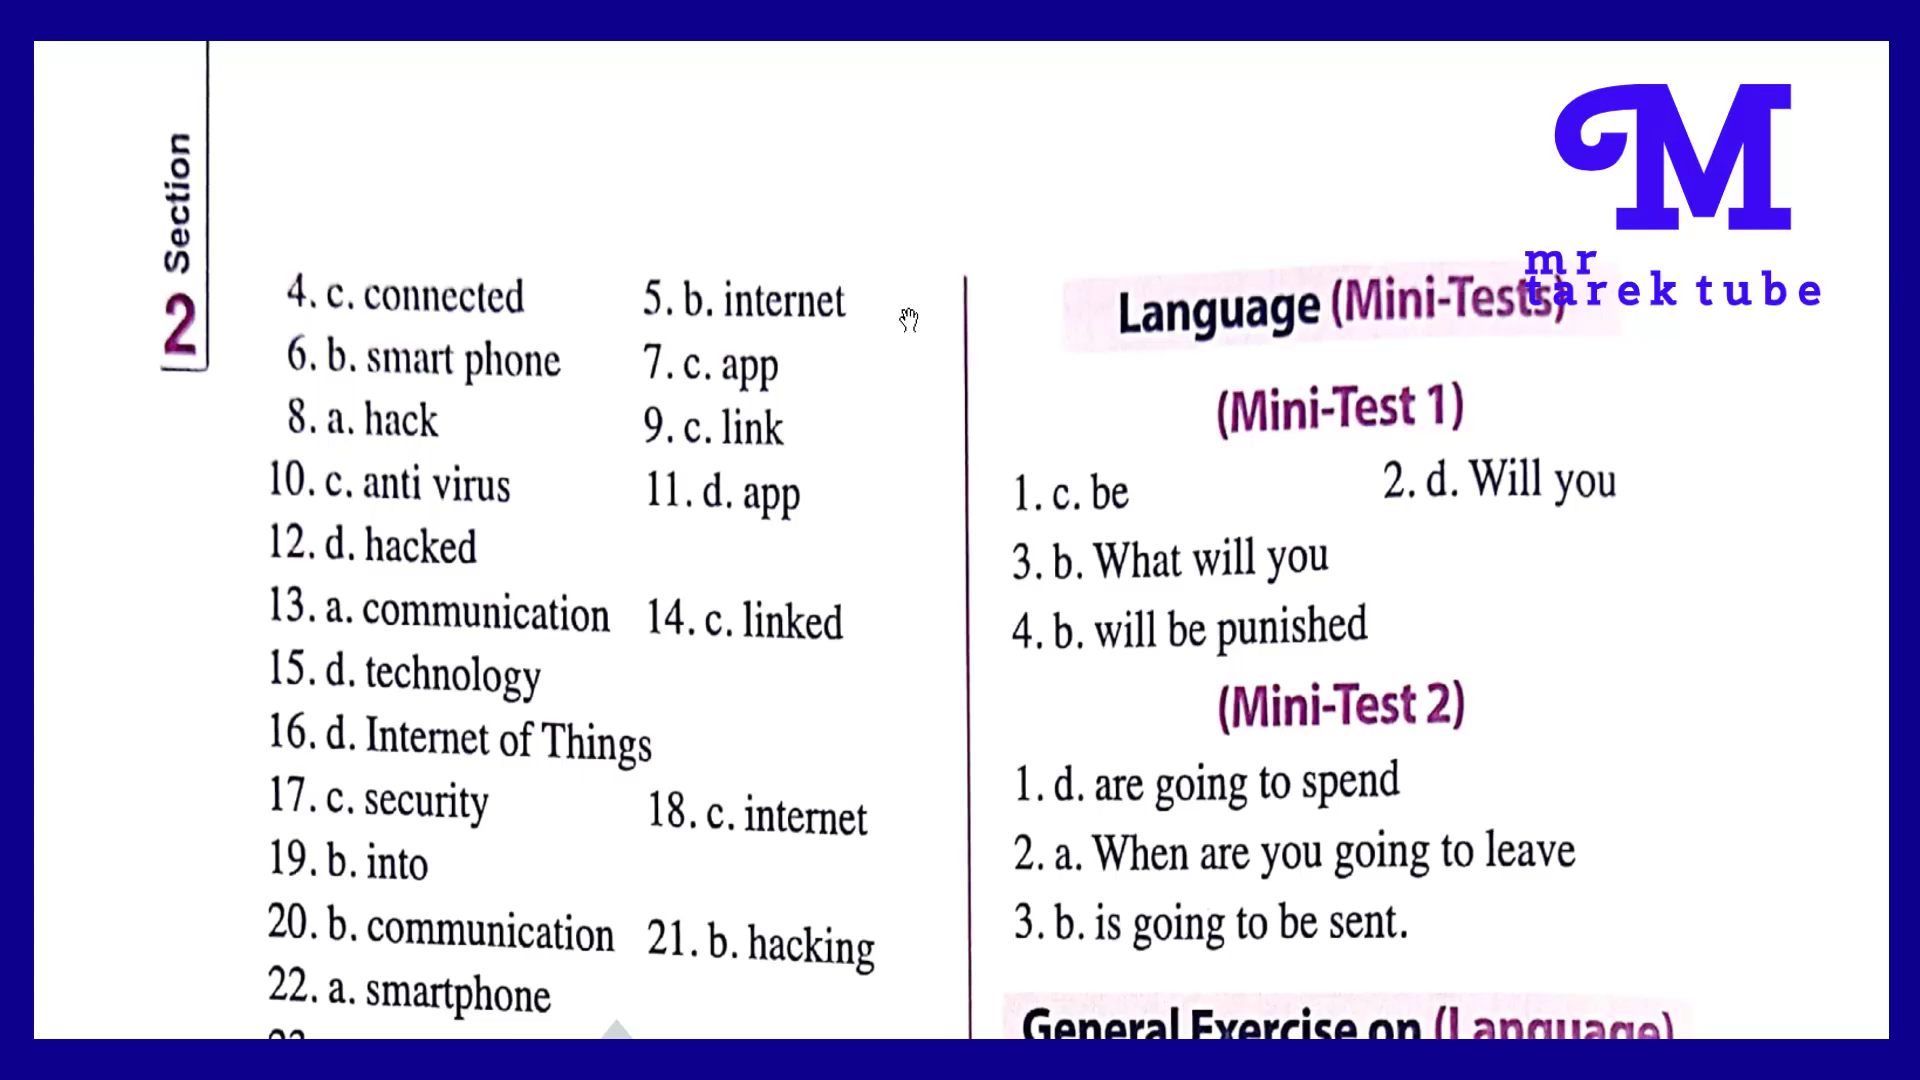 2 Section
4. c. connected 5. b. internet
6. b. smart phone 7. c. app
8. a. hack 9. c. link
10. c. anti virus 11. d. app
12. d. hacked
13. a. communication 14. c. linked
15. d. technology
16. d. Internet of Things
17. c. security 18. c. internet
19. b. into
20. b. communication 21. b. hacking
22. a. smartphone
M
mr
tarek tube
Language (Mini-Tests)
(Mini-Test 1)
1. c. be 2. d. Will you
3. b. What will you
4. b. will be punished
(Mini-Test 2)
1. d. are going to spend
2. a. When are you going to leave
3. b. is going to be sent.
General Exercise on (Language)